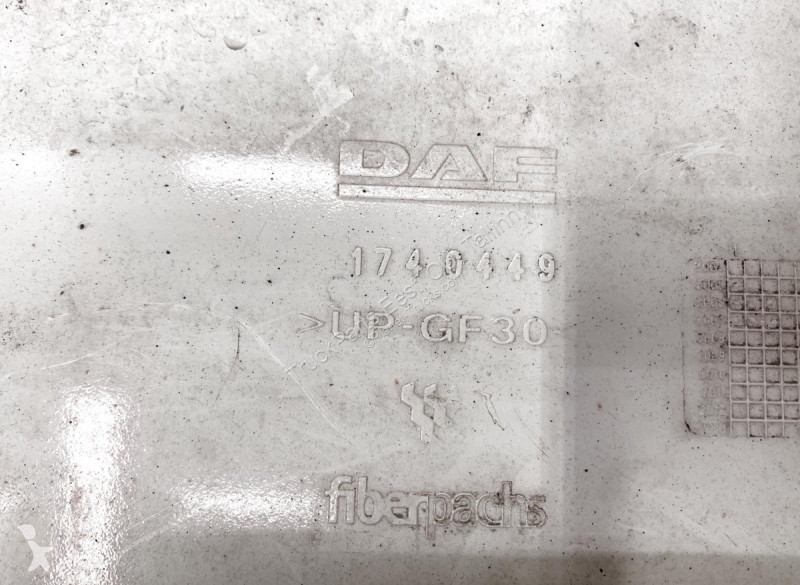 DAF
1740449
>UP-GF30
fiberpachs